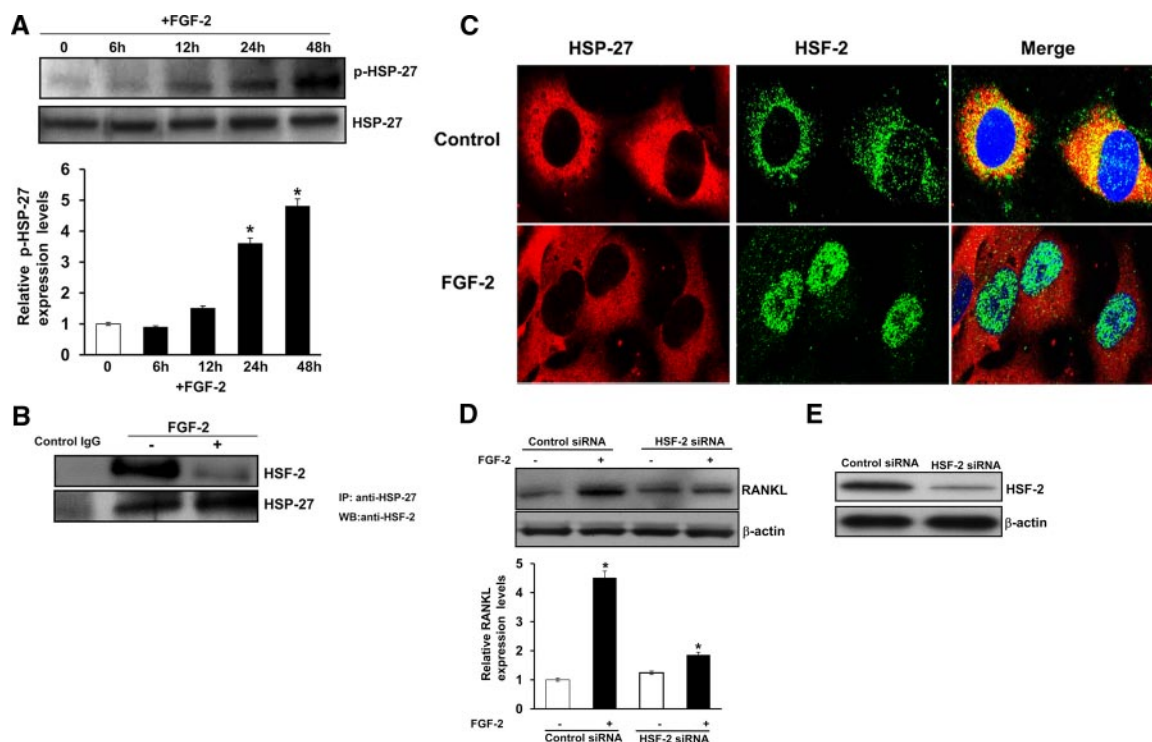 A
+FGF-2
0 6h 12h 24h 48h
p-HSP-27
HSP-27
Relative p-HSP-27
expression levels
6
5
4
3
2
1
0
* *
0 6h 12h 24h 48h
+FGF-2
B
FGF-2
Control IgG - +
HSF-2
HSP-27
IP: anti-HSP-27
WB:anti-HSF-2
C
HSP-27 HSF-2 Merge
Control
FGF-2
D
Control siRNA HSF-2 siRNA
FGF-2 - + - +
RANKL
β-actin
Relative RANKL
expression levels
5
4
3
2
1
0
* *
FGF-2 - + - +
Control siRNA HSF-2 siRNA
E
Control siRNA HSF-2 siRNA
HSF-2
β-actin